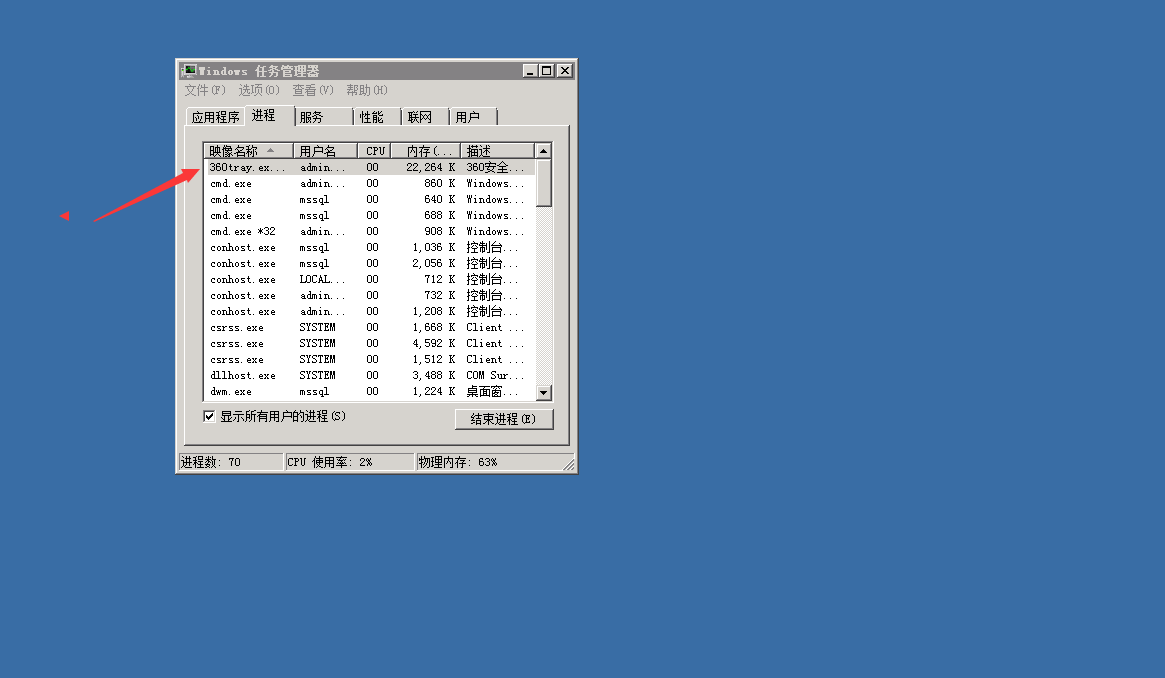 Windows 任务管理器
文件(F) 选项(O) 查看(V) 帮助(H)
应用程序 进程 服务 性能 联网 用户
映像名称 用户名 CPU 内存(... 描述
360tray.ex... admin... 00 22,264 K 360安全...
cmd.exe admin... 00 860 K Windows...
cmd.exe mssql 00 640 K Windows...
cmd.exe mssql 00 688 K Windows...
cmd.exe *32 admin... 00 908 K Windows...
conhost.exe mssql 00 1,036 K 控制台...
conhost.exe mssql 00 2,056 K 控制台...
conhost.exe LOCAL... 00 712 K 控制台...
conhost.exe admin... 00 732 K 控制台...
conhost.exe admin... 00 1,208 K 控制台...
csrss.exe SYSTEM 00 1,668 K Client ...
csrss.exe SYSTEM 00 4,592 K Client ...
csrss.exe SYSTEM 00 1,512 K Client ...
dllhost.exe SYSTEM 00 3,488 K COM Sur...
dwm.exe mssql 00 1,224 K 桌面窗...
显示所有用户的进程(S) 结束进程(E)
进程数: 70 CPU 使用率: 2% 物理内存: 63%